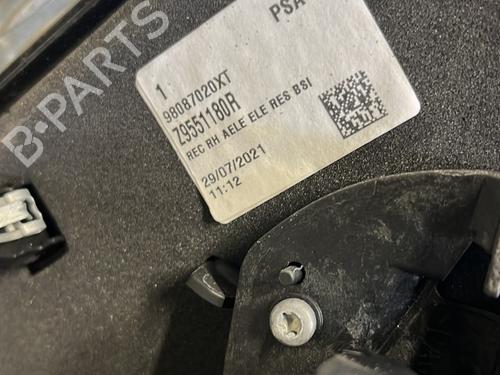 B-PARTS
PSA
1
98087020XT
Z9551180R
REC RH AELE ELE RES BSI
29/07/2021
11:12